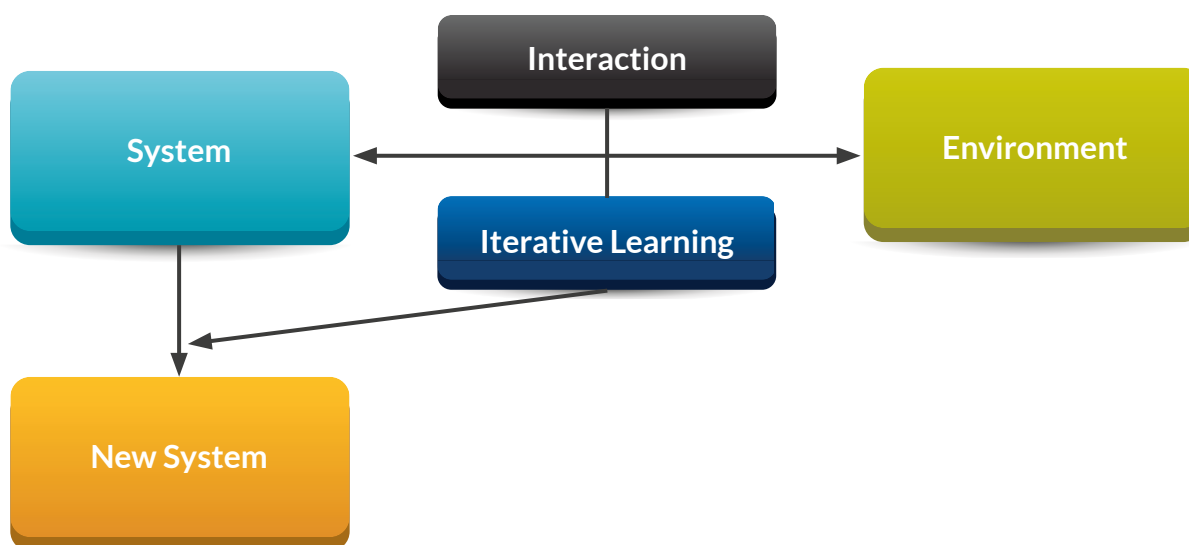 Interaction
System
Environment
Iterative Learning
New System